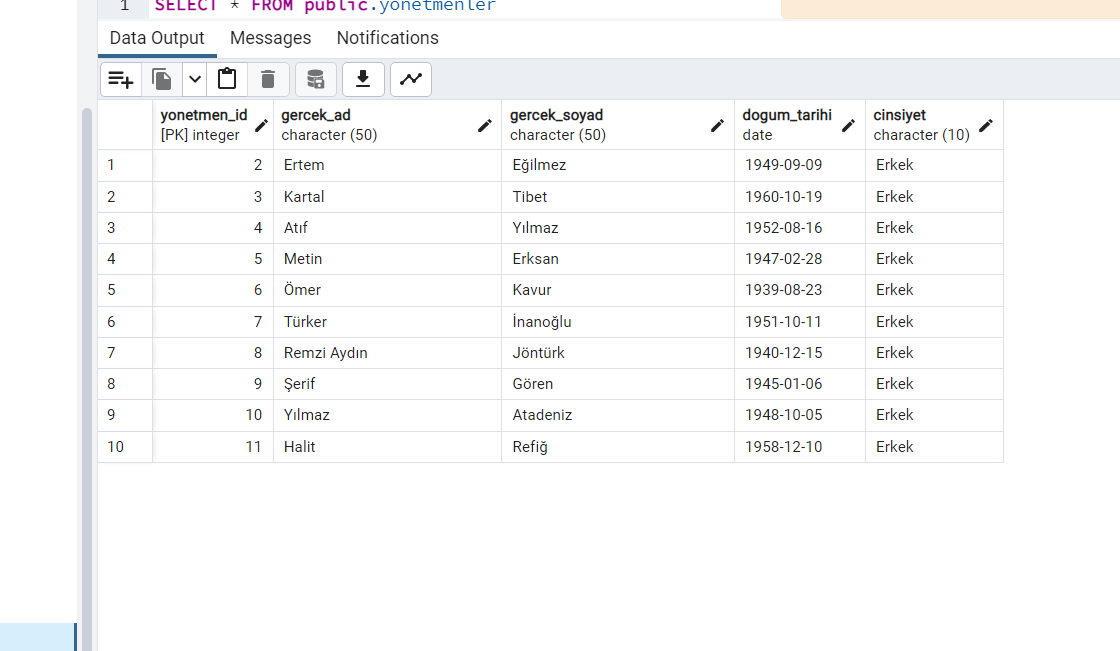 1 SELECT * FROM public.yonetmenler
Data Output Messages Notifications
yonetmen_id gercek_ad gercek_soyad dogum_tarihi cinsiyet
[PK] integer character (50) character (50) date character (10)
1 2 Ertem Eğilmez 1949-09-09 Erkek
2 3 Kartal Tibet 1960-10-19 Erkek
3 4 Atıf Yılmaz 1952-08-16 Erkek
4 5 Metin Erksan 1947-02-28 Erkek
5 6 Ömer Kavur 1939-08-23 Erkek
6 7 Türker İnanoğlu 1951-10-11 Erkek
7 8 Remzi Aydın Jöntürk 1940-12-15 Erkek
8 9 Şerif Gören 1945-01-06 Erkek
9 10 Yılmaz Atadeniz 1948-10-05 Erkek
10 11 Halit Refiğ 1958-12-10 Erkek